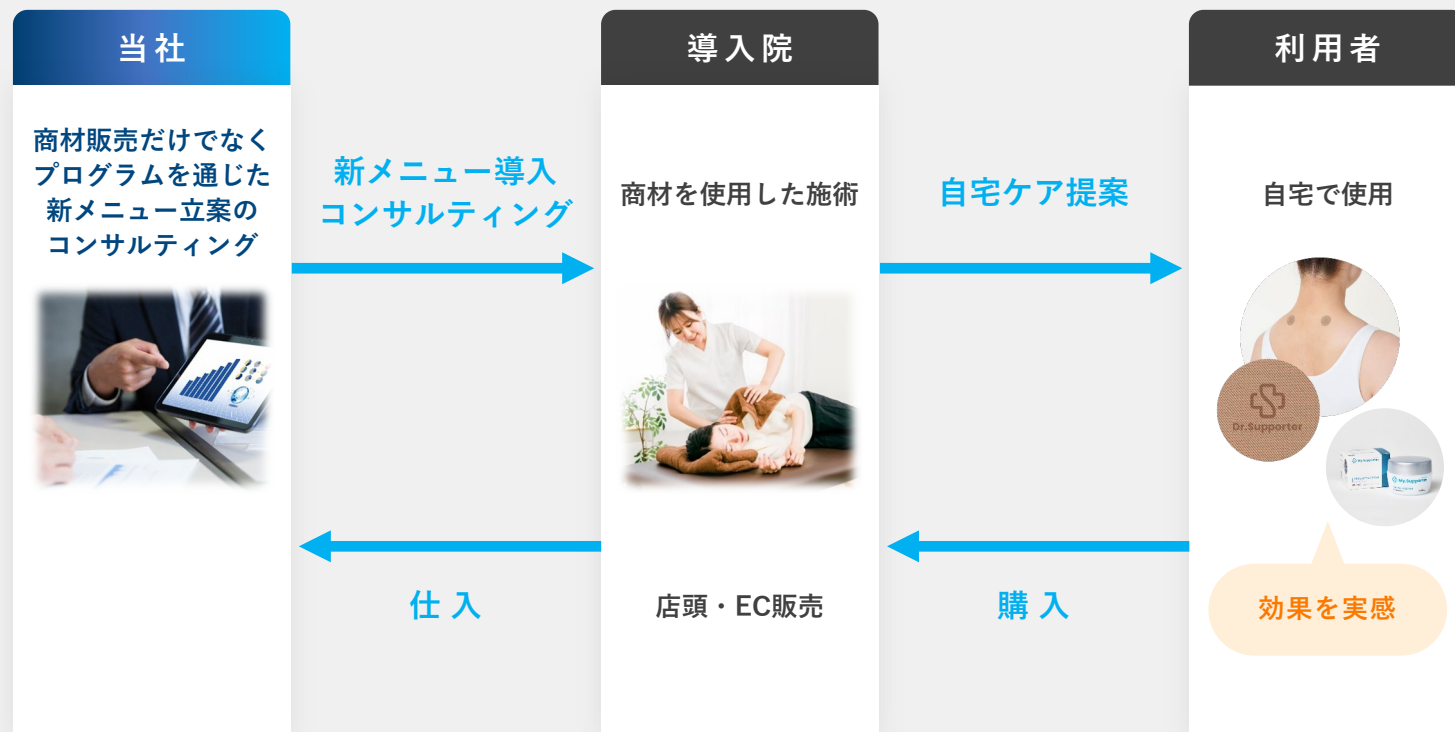 当社
商材販売だけでなく
プログラムを通じた
新メニュー立案の
コンサルティング
新メニュー導入
コンサルティング
導入院
商材を使用した施術
自宅ケア提案
利用者
自宅で使用
Dr.Supporter
My.Supporter
仕入
店頭・EC販売
購入
効果を実感